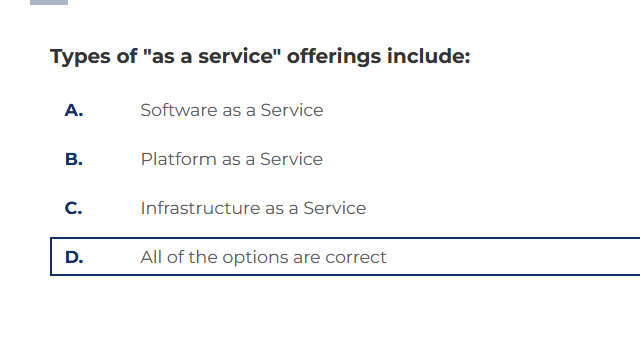 Types of "as a service" offerings include:
A. Software as a Service
B. Platform as a Service
C. Infrastructure as a Service
D. All of the options are correct